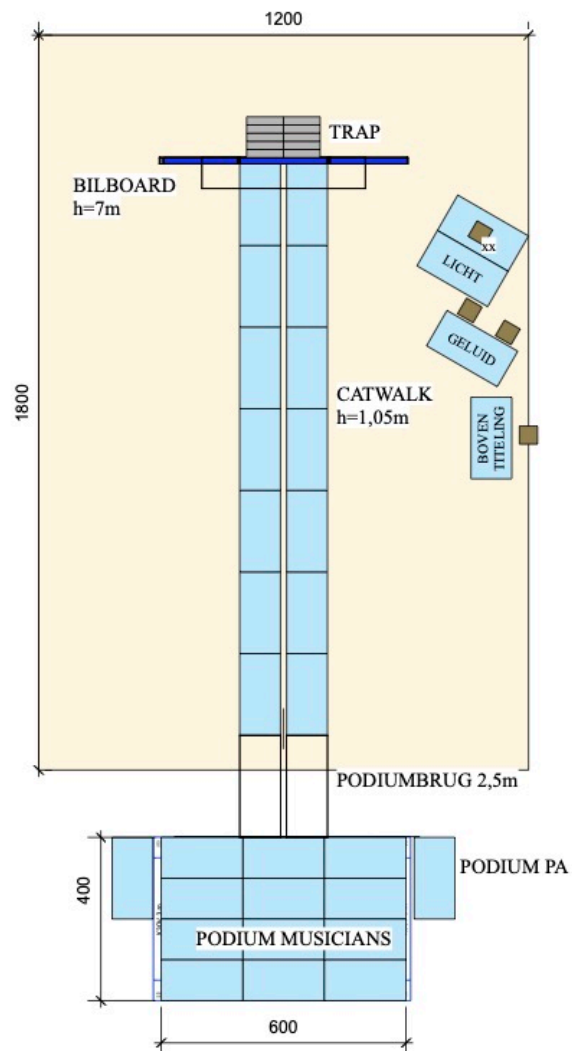 1200
TRAP
BILBOARD
h=7m
xx
LICHT
GELUID
1800
CATWALK
h=1,05m
BOVEN
TITELING
PODIUMBRUG 2,5m
PODIUM PA
400
PODIUM MUSICIANS
600